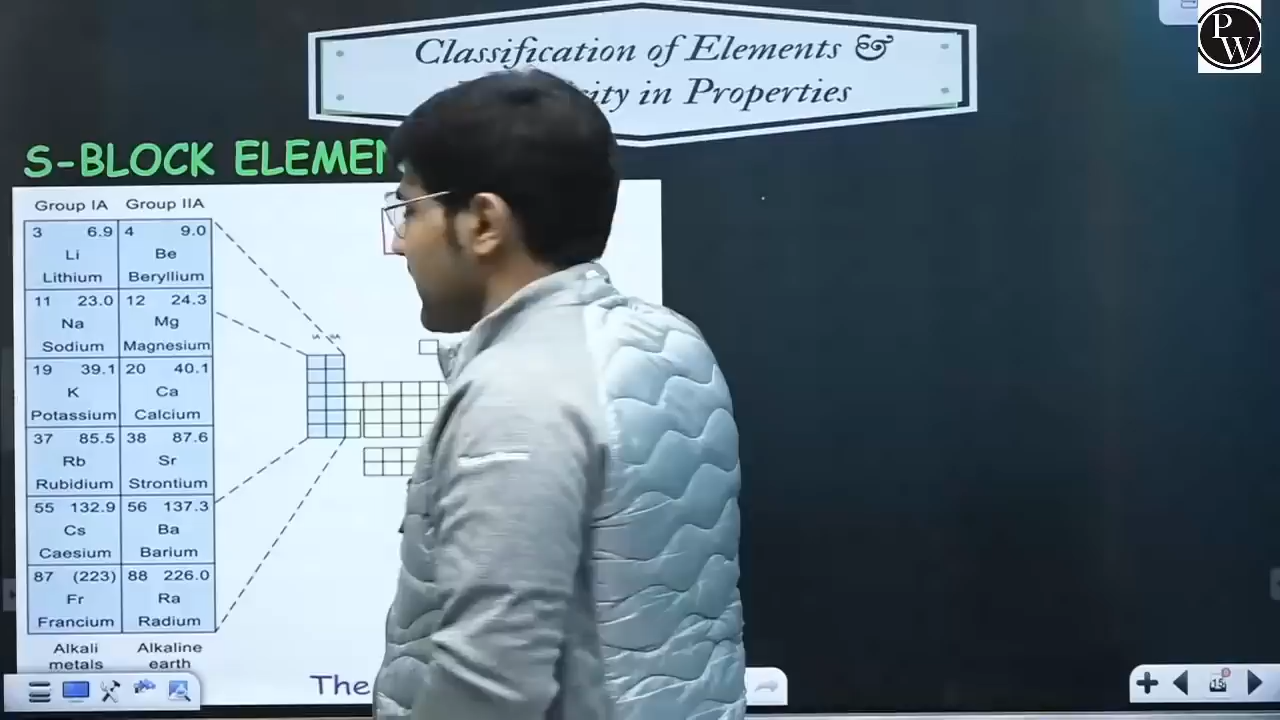 Classification of Elements &
ity in Properties
PW
S-BLOCK ELEMEN
Group IA Group IIA
3 6.9 4 9.0
Li Be
Lithium Beryllium
11 23.0 12 24.3
Na Mg
Sodium Magnesium
19 39.1 20 40.1
K Ca
Potassium Calcium
37 85.5 38 87.6
Rb Sr
Rubidium Strontium
55 132.9 56 137.3
Cs Ba
Caesium Barium
87 (223) 88 226.0
Fr Ra
Francium Radium
Alkali Alkaline
metals earth
The
15